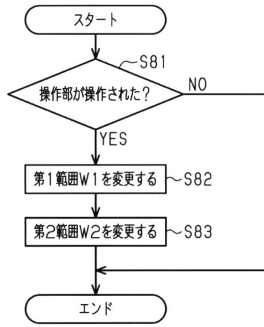 スタート
操作部が操作された？
S81
NO
YES
第1範囲W1を変更する
S82
第2範囲W2を変更する
S83
エンド